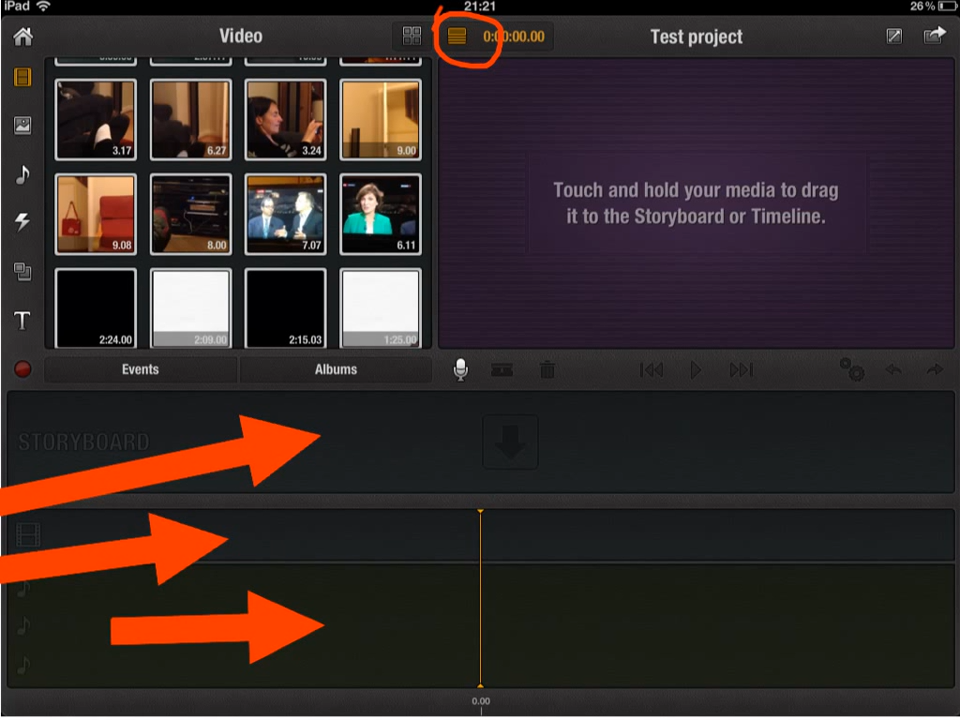 iPad 21:21 26%
Video 0:00:00.00 Test project
3.17 6.27 3.24 9.00
9.08 8.00 7.07 6.11
2:24.00 2:09.00 2:15.03 1:25.00
Touch and hold your media to drag
it to the Storyboard or Timeline.
Events Albums
STORYBOARD
0.00